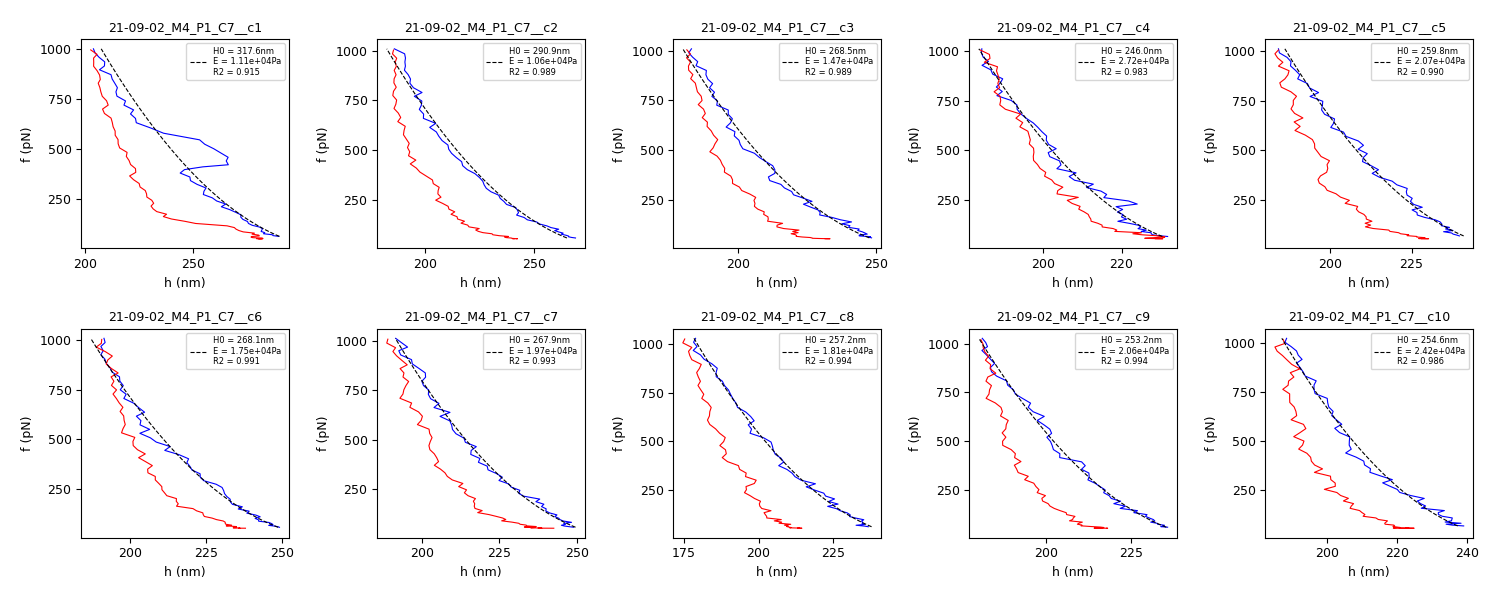 21-09-02_M4_P1_C7__c1
21-09-02_M4_P1_C7__c2
21-09-02_M4_P1_C7__c3
21-09-02_M4_P1_C7__c4
21-09-02_M4_P1_C7__c5
H0 = 317.6nm
E = 1.11e+04Pa
R2 = 0.915
1000
750
500
250
f (pN)
200
250
h (nm)
H0 = 290.9nm
E = 1.06e+04Pa
R2 = 0.989
1000
750
500
250
f (pN)
200
250
h (nm)
H0 = 268.5nm
E = 1.47e+04Pa
R2 = 0.989
1000
750
500
250
f (pN)
200
250
h (nm)
H0 = 246.0nm
E = 2.72e+04Pa
R2 = 0.983
1000
750
500
250
f (pN)
200
220
h (nm)
H0 = 259.8nm
E = 2.07e+04Pa
R2 = 0.990
1000
750
500
250
f (pN)
200
225
h (nm)
21-09-02_M4_P1_C7__c6
21-09-02_M4_P1_C7__c7
21-09-02_M4_P1_C7__c8
21-09-02_M4_P1_C7__c9
21-09-02_M4_P1_C7__c10
H0 = 268.1nm
E = 1.75e+04Pa
R2 = 0.991
1000
750
500
250
f (pN)
200
225
250
h (nm)
H0 = 267.9nm
E = 1.97e+04Pa
R2 = 0.993
1000
750
500
250
f (pN)
200
225
250
h (nm)
H0 = 257.2nm
E = 1.81e+04Pa
R2 = 0.994
1000
750
500
250
f (pN)
175
200
225
h (nm)
H0 = 253.2nm
E = 2.06e+04Pa
R2 = 0.994
1000
750
500
250
f (pN)
200
225
h (nm)
H0 = 254.6nm
E = 2.42e+04Pa
R2 = 0.986
1000
750
500
250
f (pN)
200
220
240
h (nm)